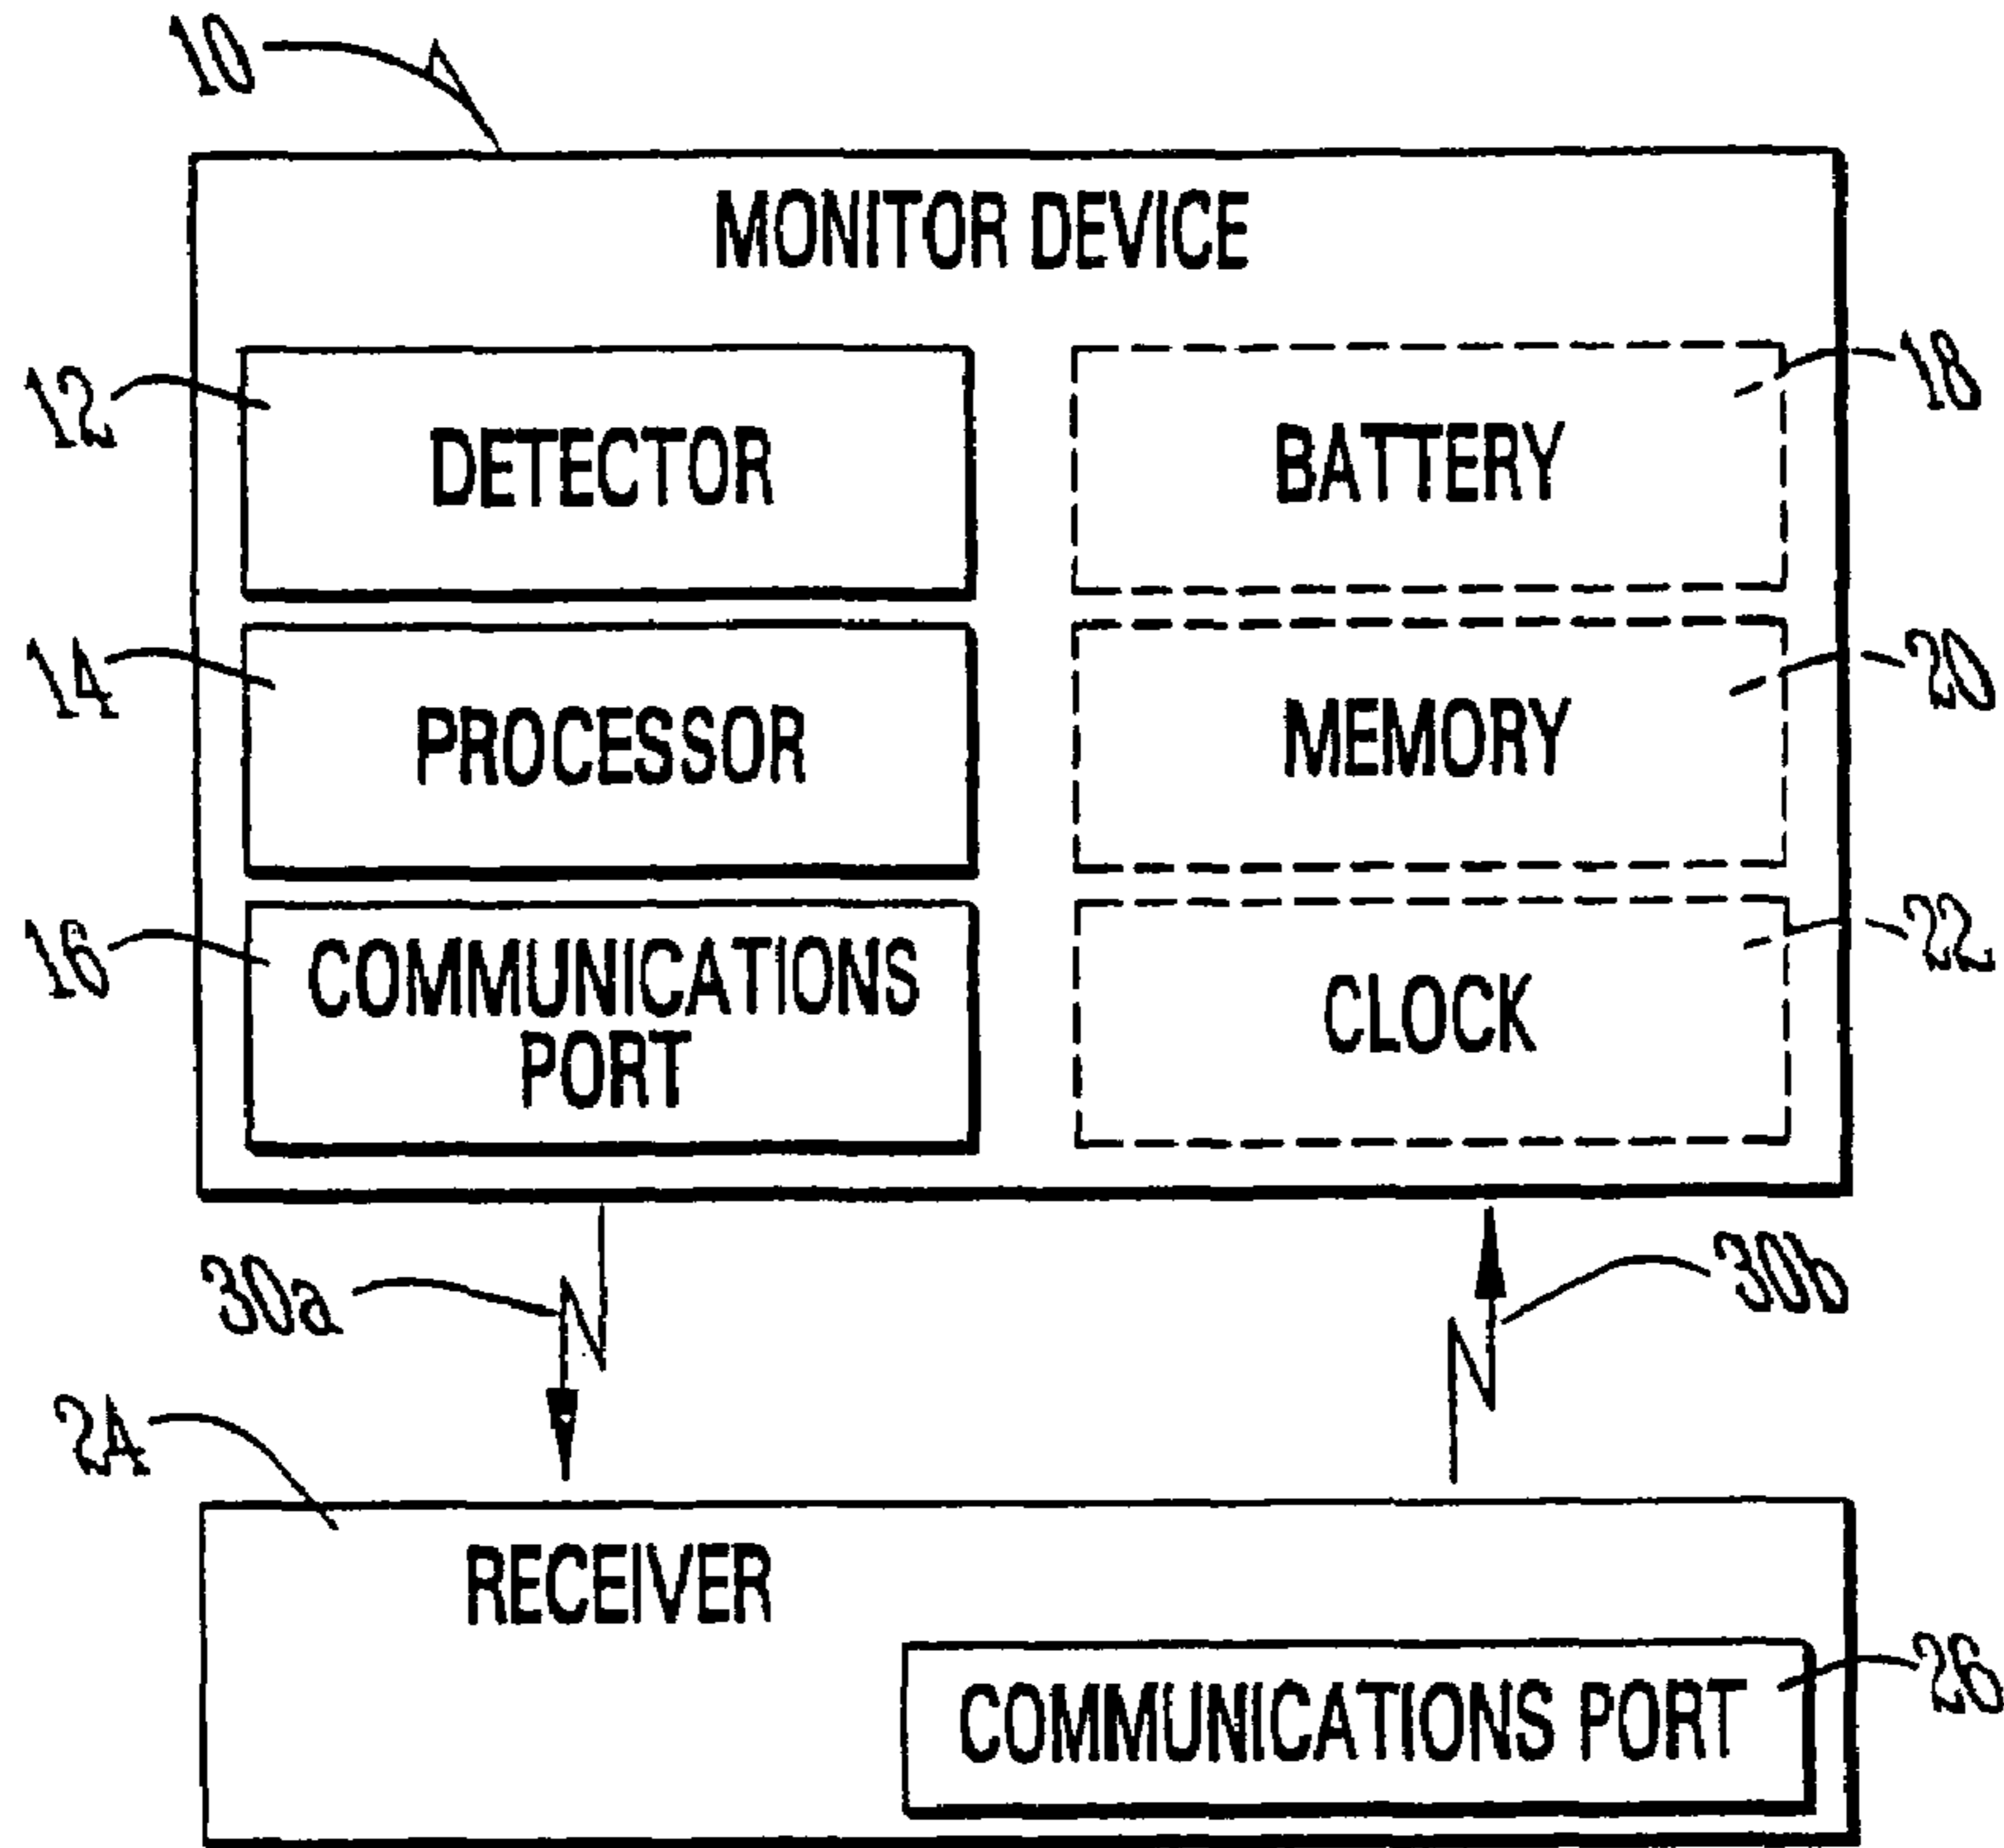 10
MONITOR DEVICE
12
DETECTOR
BATTERY
18
14
PROCESSOR
MEMORY
20
16
COMMUNICATIONS
PORT
CLOCK
22
30a
30b
24
RECEIVER
COMMUNICATIONS PORT
26